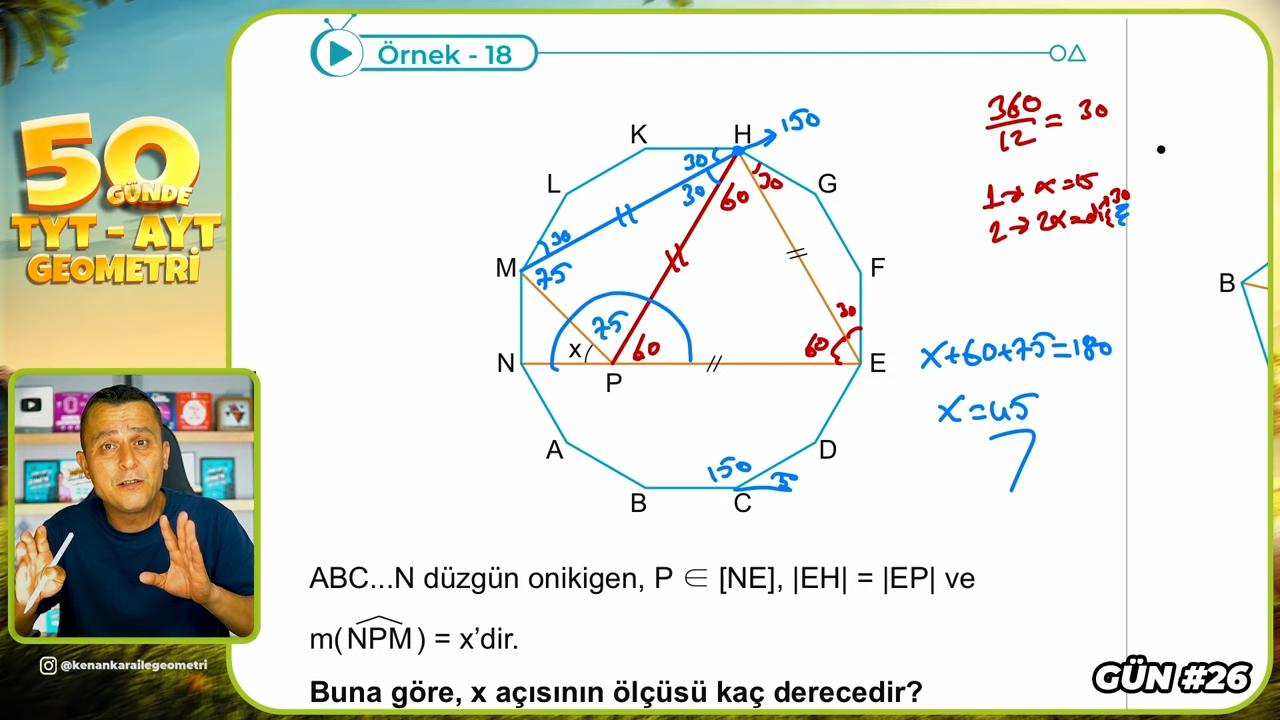 50
GÜNDE
TYT - AYT
GEOMETRİ
Örnek - 18
K
H
150
30
30
60
30
L
G
M
30
75
F
N
x
75
60
P
60
30
E
A
D
B
150
C
B
360/12 = 30
1→ α=15
x+60+75=180
x=45
ABC...N düzgün onikigen, P ∈ [NE], |EH| = |EP| ve
m(NPM) = x'dir.
Buna göre, x açısının ölçüsü kaç derecedir?
@kenankarailegeometri
GÜN #26